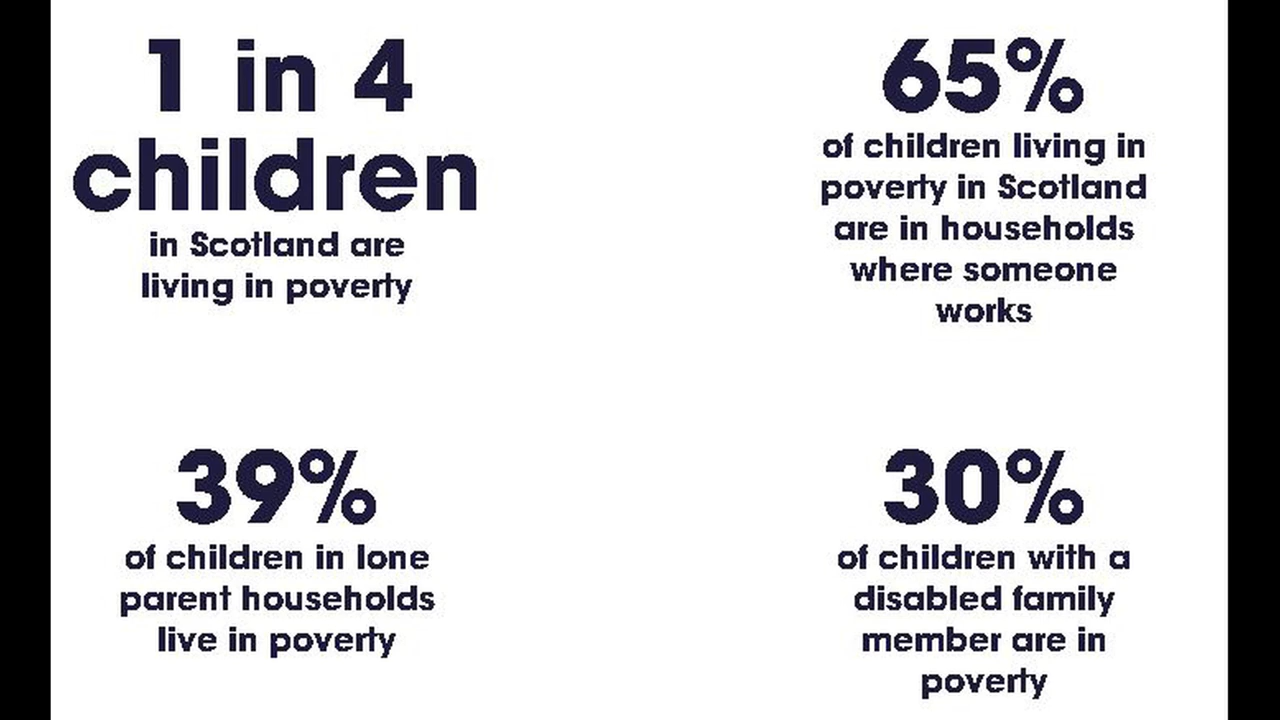 1 in 4
children
in Scotland are
living in poverty
65%
of children living in
poverty in Scotland
are in households
where someone
works
39%
of children in lone
parent households
live in poverty
30%
of children with a
disabled family
member are in
poverty